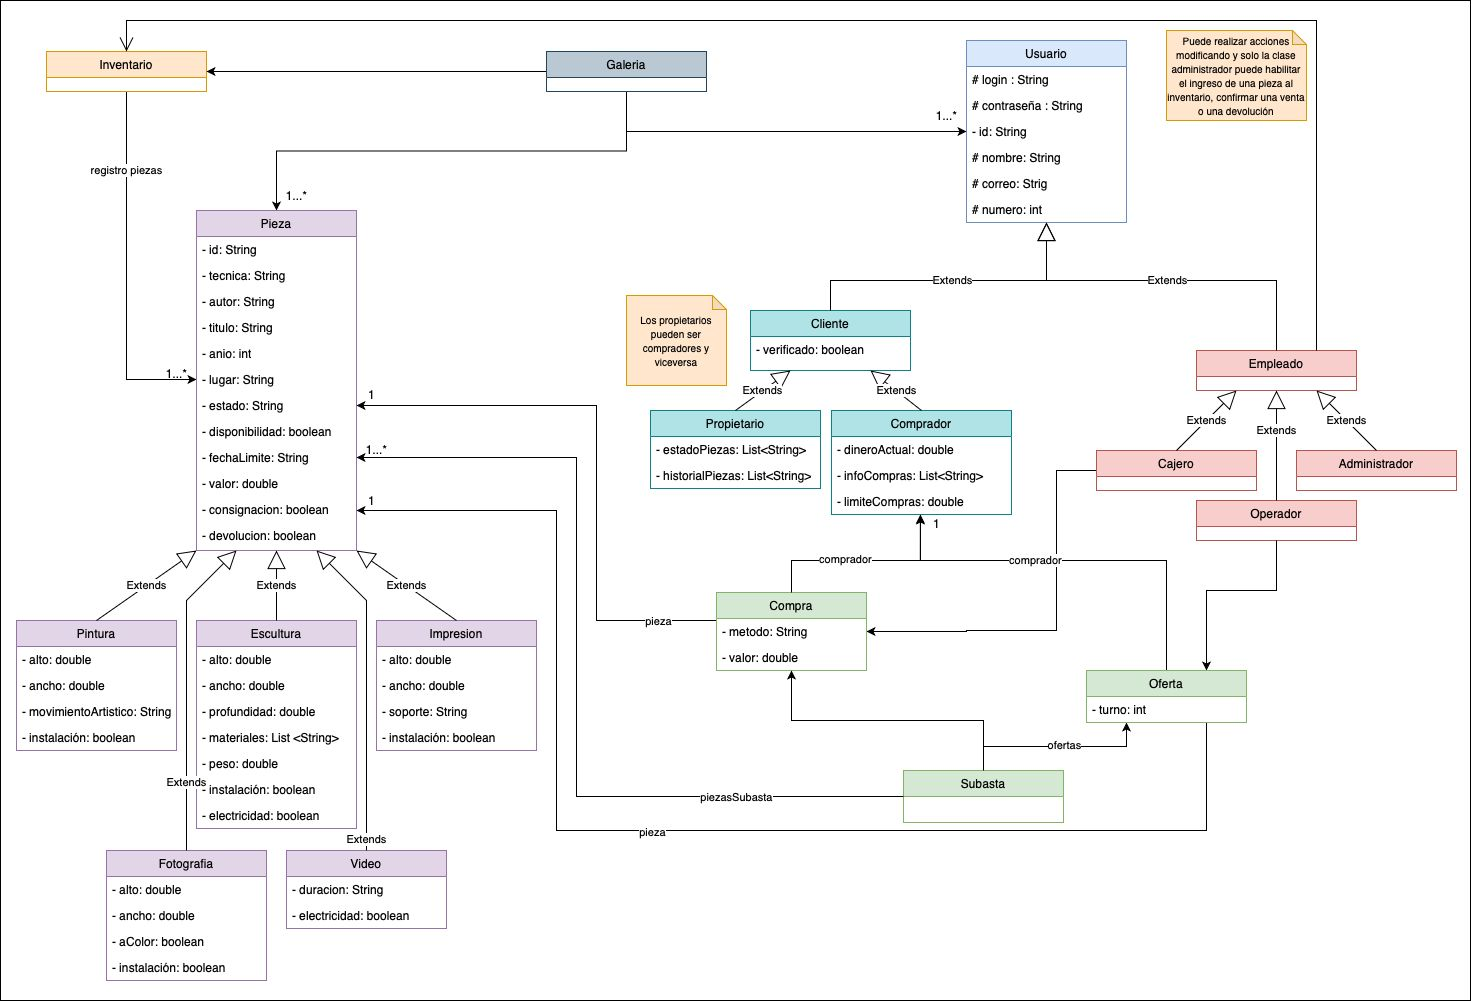 Inventario
Galeria
Usuario
# login : String
# contraseña : String
- id: String
# nombre: String
# correo: Strig
# numero: int
Puede realizar acciones
modificando y solo la clase
administrador puede habilitar
el ingreso de una pieza al
inventario, confirmar una venta
o una devolución
1...*
registro piezas
1...*
Pieza
- id: String
- tecnica: String
- autor: String
- titulo: String
- anio: int
- lugar: String
- estado: String
- disponibilidad: boolean
- fechaLimite: String
- valor: double
- consignacion: boolean
- devolucion: boolean
1...*
1
1...*
1
Extends
Extends
Los propietarios
pueden ser
compradores y
viceversa
Cliente
- verificado: boolean
Extends
Extends
Propietario
- estadoPiezas: List<String>
- historialPiezas: List<String>
Comprador
- dineroActual: double
- infoCompras: List<String>
- limiteCompras: double
1
Empleado
Extends
Extends
Extends
Cajero
Administrador
Operador
comprador
comprador
Extends
Extends
Extends
Pintura
- alto: double
- ancho: double
- movimientoArtistico: String
- instalación: boolean
Escultura
- alto: double
- ancho: double
- profundidad: double
- materiales: List <String>
- peso: double
- instalación: boolean
- electricidad: boolean
Impresion
- alto: double
- ancho: double
- soporte: String
- instalación: boolean
pieza
Compra
- metodo: String
- valor: double
Oferta
- turno: int
ofertas
Subasta
piezasSubasta
pieza
Extends
Extends
Fotografia
- alto: double
- ancho: double
- aColor: boolean
- instalación: boolean
Video
- duracion: String
- electricidad: boolean